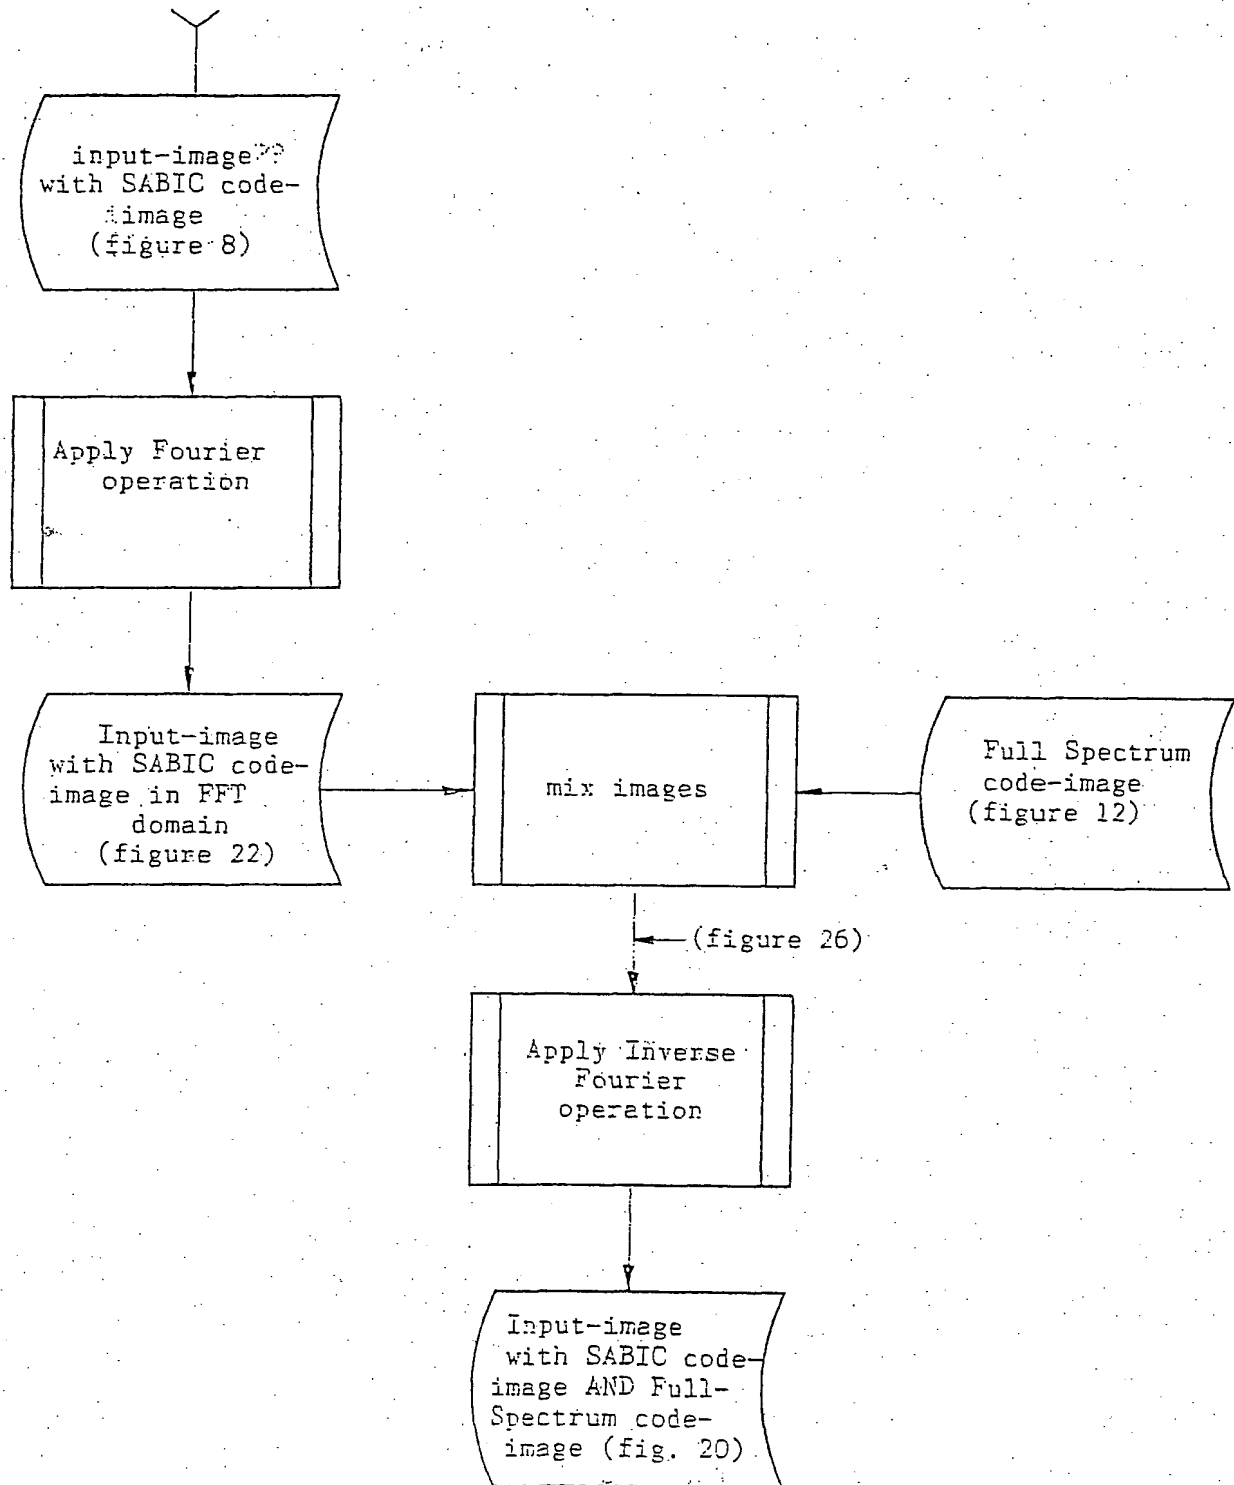 input-image??
with SABIC code-
image
(figure 8)
Apply Fourier
operation
Input-image
with SABIC code-
image in FFT
domain
(figure 22)
mix images
Full Spectrum
code-image
(figure 12)
(figure 26)
Apply Inverse
Fourier
operation
Input-image
with SABIC code-
image AND Full-
Spectrum code-
image (fig. 20)